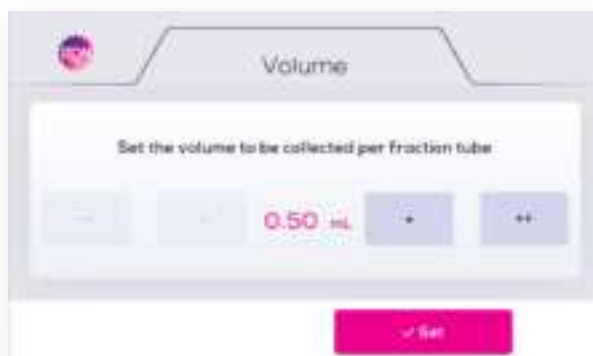 Volume
Set the volume to be collected per fraction tube
-- - 0.50 mL + ++
✓ Set